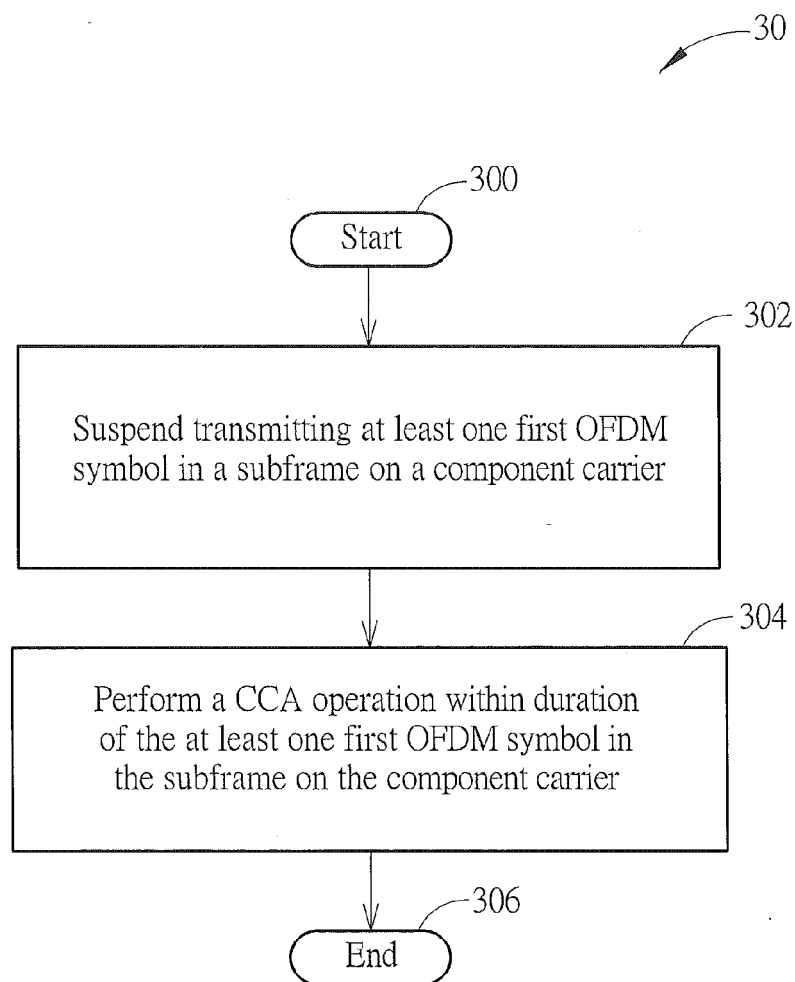 30
300
Start
302
Suspend transmitting at least one first OFDM
symbol in a subframe on a component carrier
304
Perform a CCA operation within duration
of the at least one first OFDM symbol in
the subframe on the component carrier
306
End